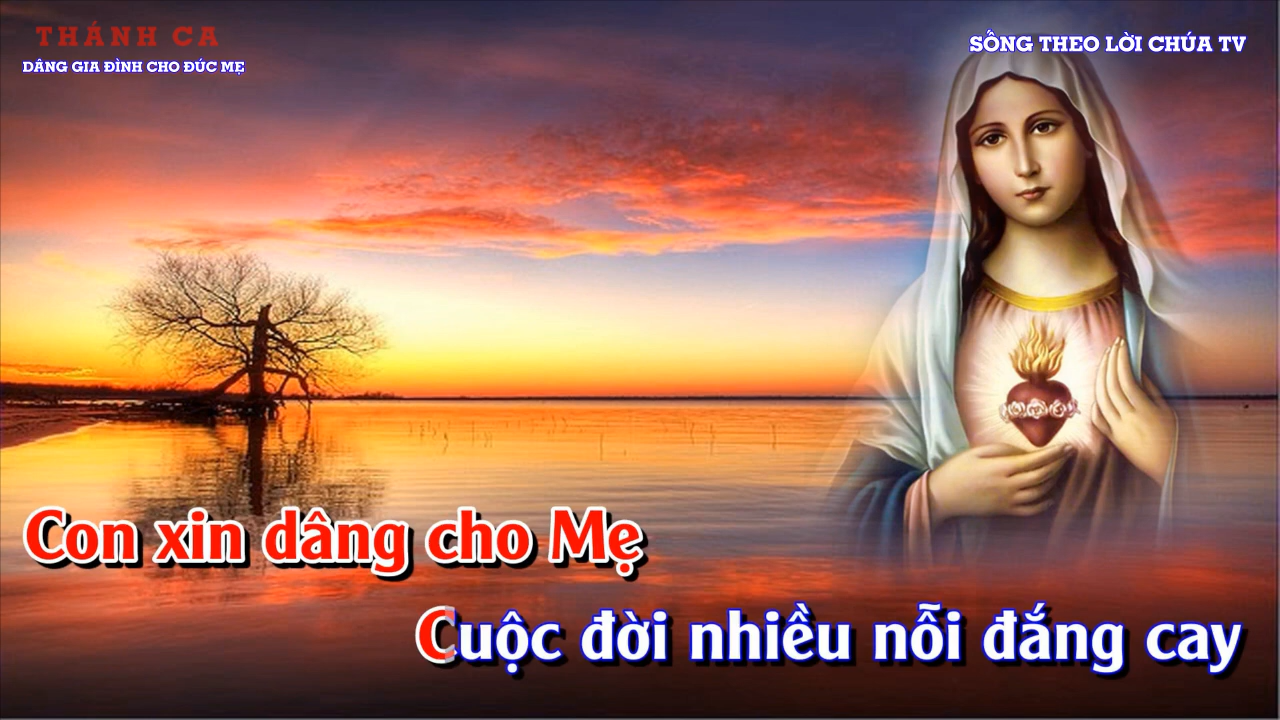 THÁNH CA
DÂNG GIA ĐÌNH CHO ĐỨC MẸ
SỐNG THEO LỜI CHÚA TV
Con xin dâng cho Mẹ
Cuộc đời nhiều nỗi đắng cay